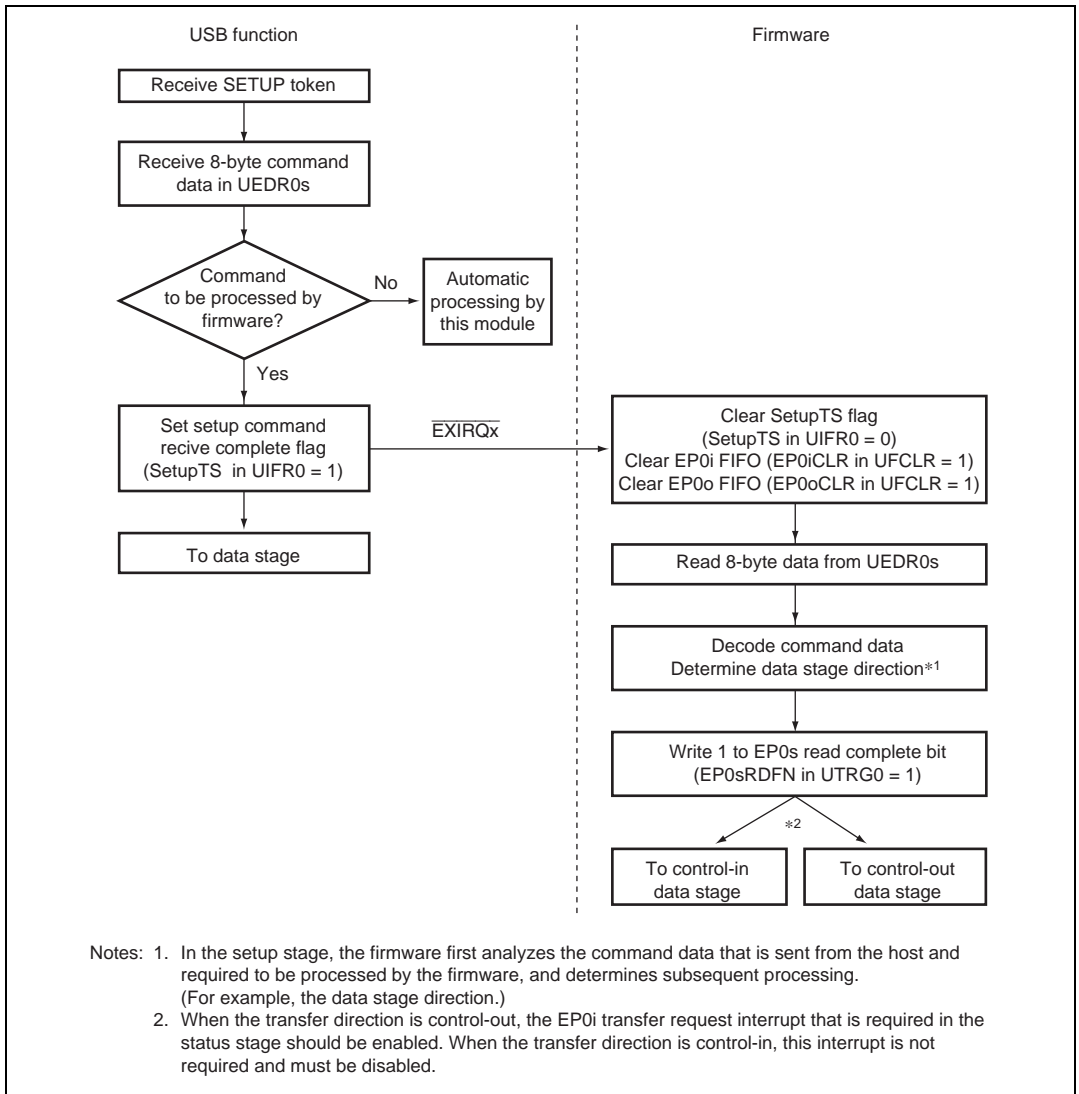 USB function
Firmware
Receive SETUP token
Receive 8-byte command
data in UEDR0s
Command
to be processed by
firmware?
No
Automatic
processing by
this module
Yes
Set setup command
recive complete flag
(SetupTS in UIFR0 = 1)
EXIRQx
To data stage
Clear SetupTS flag
(SetupTS in UIFR0 = 0)
Clear EP0i FIFO (EP0iCLR in UFCLR = 1)
Clear EP0o FIFO (EP0oCLR in UFCLR = 1)
Read 8-byte data from UEDR0s
Decode command data
Determine data stage direction*1
Write 1 to EP0s read complete bit
(EP0sRDFN in UTRG0 = 1)
*2
To control-in
data stage
To control-out
data stage
Notes: 1. In the setup stage, the firmware first analyzes the command data that is sent from the host and
required to be processed by the firmware, and determines subsequent processing.
(For example, the data stage direction.)
2. When the transfer direction is control-out, the EP0i transfer request interrupt that is required in the
status stage should be enabled. When the transfer direction is control-in, this interrupt is not
required and must be disabled.